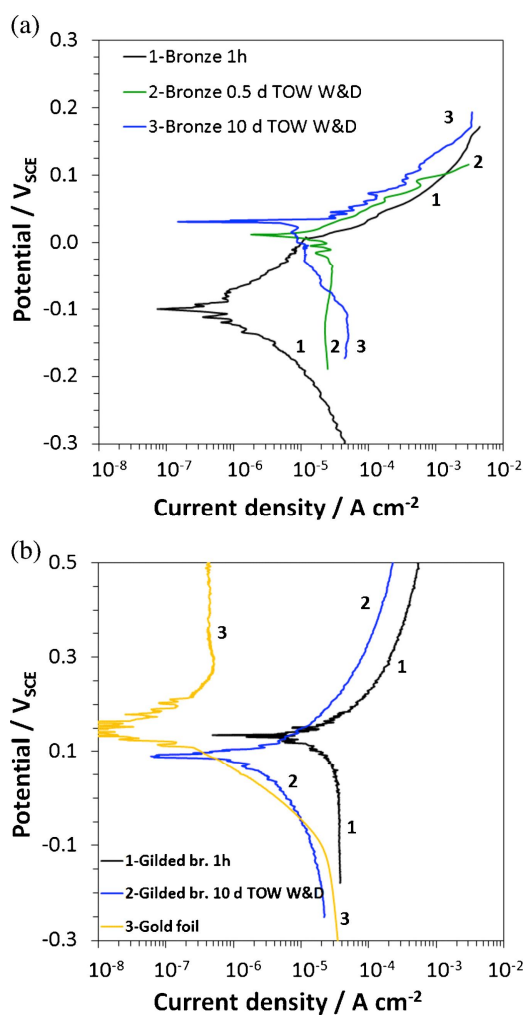 (a)
0.3
1-Bronze 1h
2-Bronze 0.5 d TOW W&D
3-Bronze 10 d TOW W&D
0.2
3
2
0.1
1
0.0
-0.1
1 2 3
-0.2
-0.3
Potential / V_SCE
10⁻⁸ 10⁻⁷ 10⁻⁶ 10⁻⁵ 10⁻⁴ 10⁻³ 10⁻²
Current density / A cm⁻²
(b)
0.5
2
3
1
0.3
0.1
2
1
-0.1
1-Gilded br. 1h
2-Gilded br. 10 d TOW W&D
3-Gold foil
3
-0.3
Potential / V_SCE
10⁻⁸ 10⁻⁷ 10⁻⁶ 10⁻⁵ 10⁻⁴ 10⁻³ 10⁻²
Current density / A cm⁻²